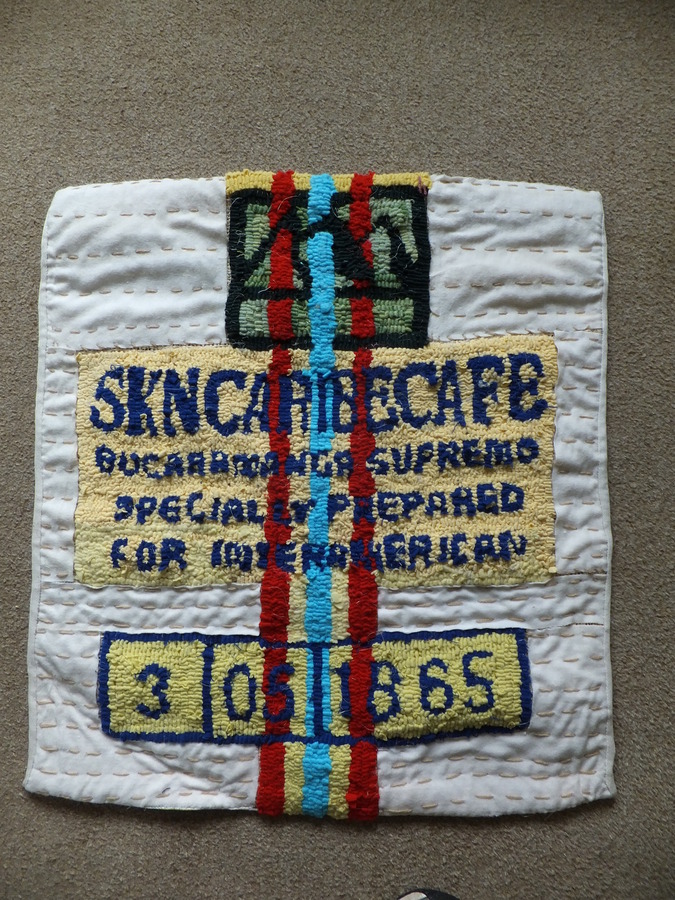 SKNCARIBECAFE
BUCARAMANGA SUPREMO
SPECIALLY PREPARED
FOR INTERAMERICAN
3 05 1865